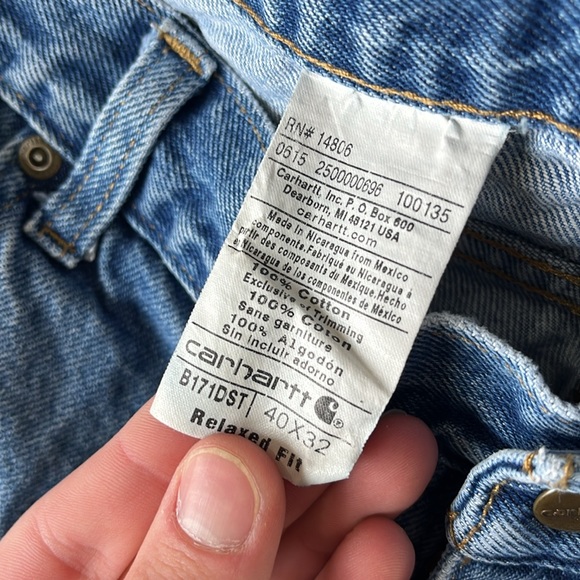 RN# 14806
0615 2500000696 100135
Carhartt, Inc. P.O. Box 600
Dearborn, MI 48121 USA
carhartt.com
Made in Nicaragua from Mexico
components.Fabriqué au Nicaragua à
partir des composants du Mexique.Hecho
en Nicaragua de los componentes de México
100% Cotton
Exclusive of Trimming
100% Coton
Sans garniture
100% Algodón
Sin incluir adorno
carhartt
B171DST 40X32
Relaxed Fit